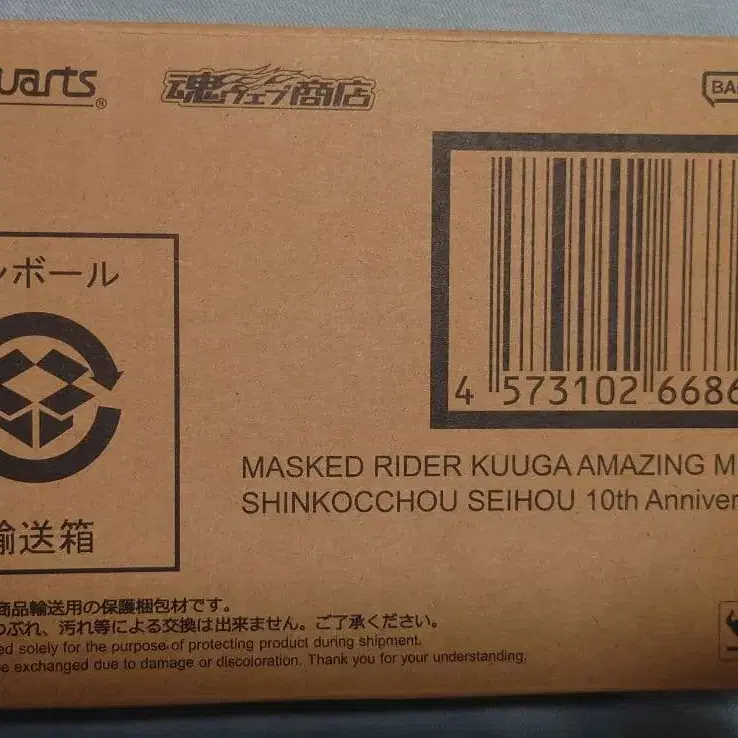 uarts®
魂ウェブ商店
BA
ンボール
4 573102 6686
MASKED RIDER KUUGA AMAZING M
SHINKOCCHOU SEIHOU 10th Anniver
輸送箱
商品輸送用の保護梱包材です。
つぶれ、汚れ等による交換は出来ません。ご了承ください。
ed solely for the purpose of protecting product during shipment.
be exchanged due to damage or discoloration. Thank you for your understanding.